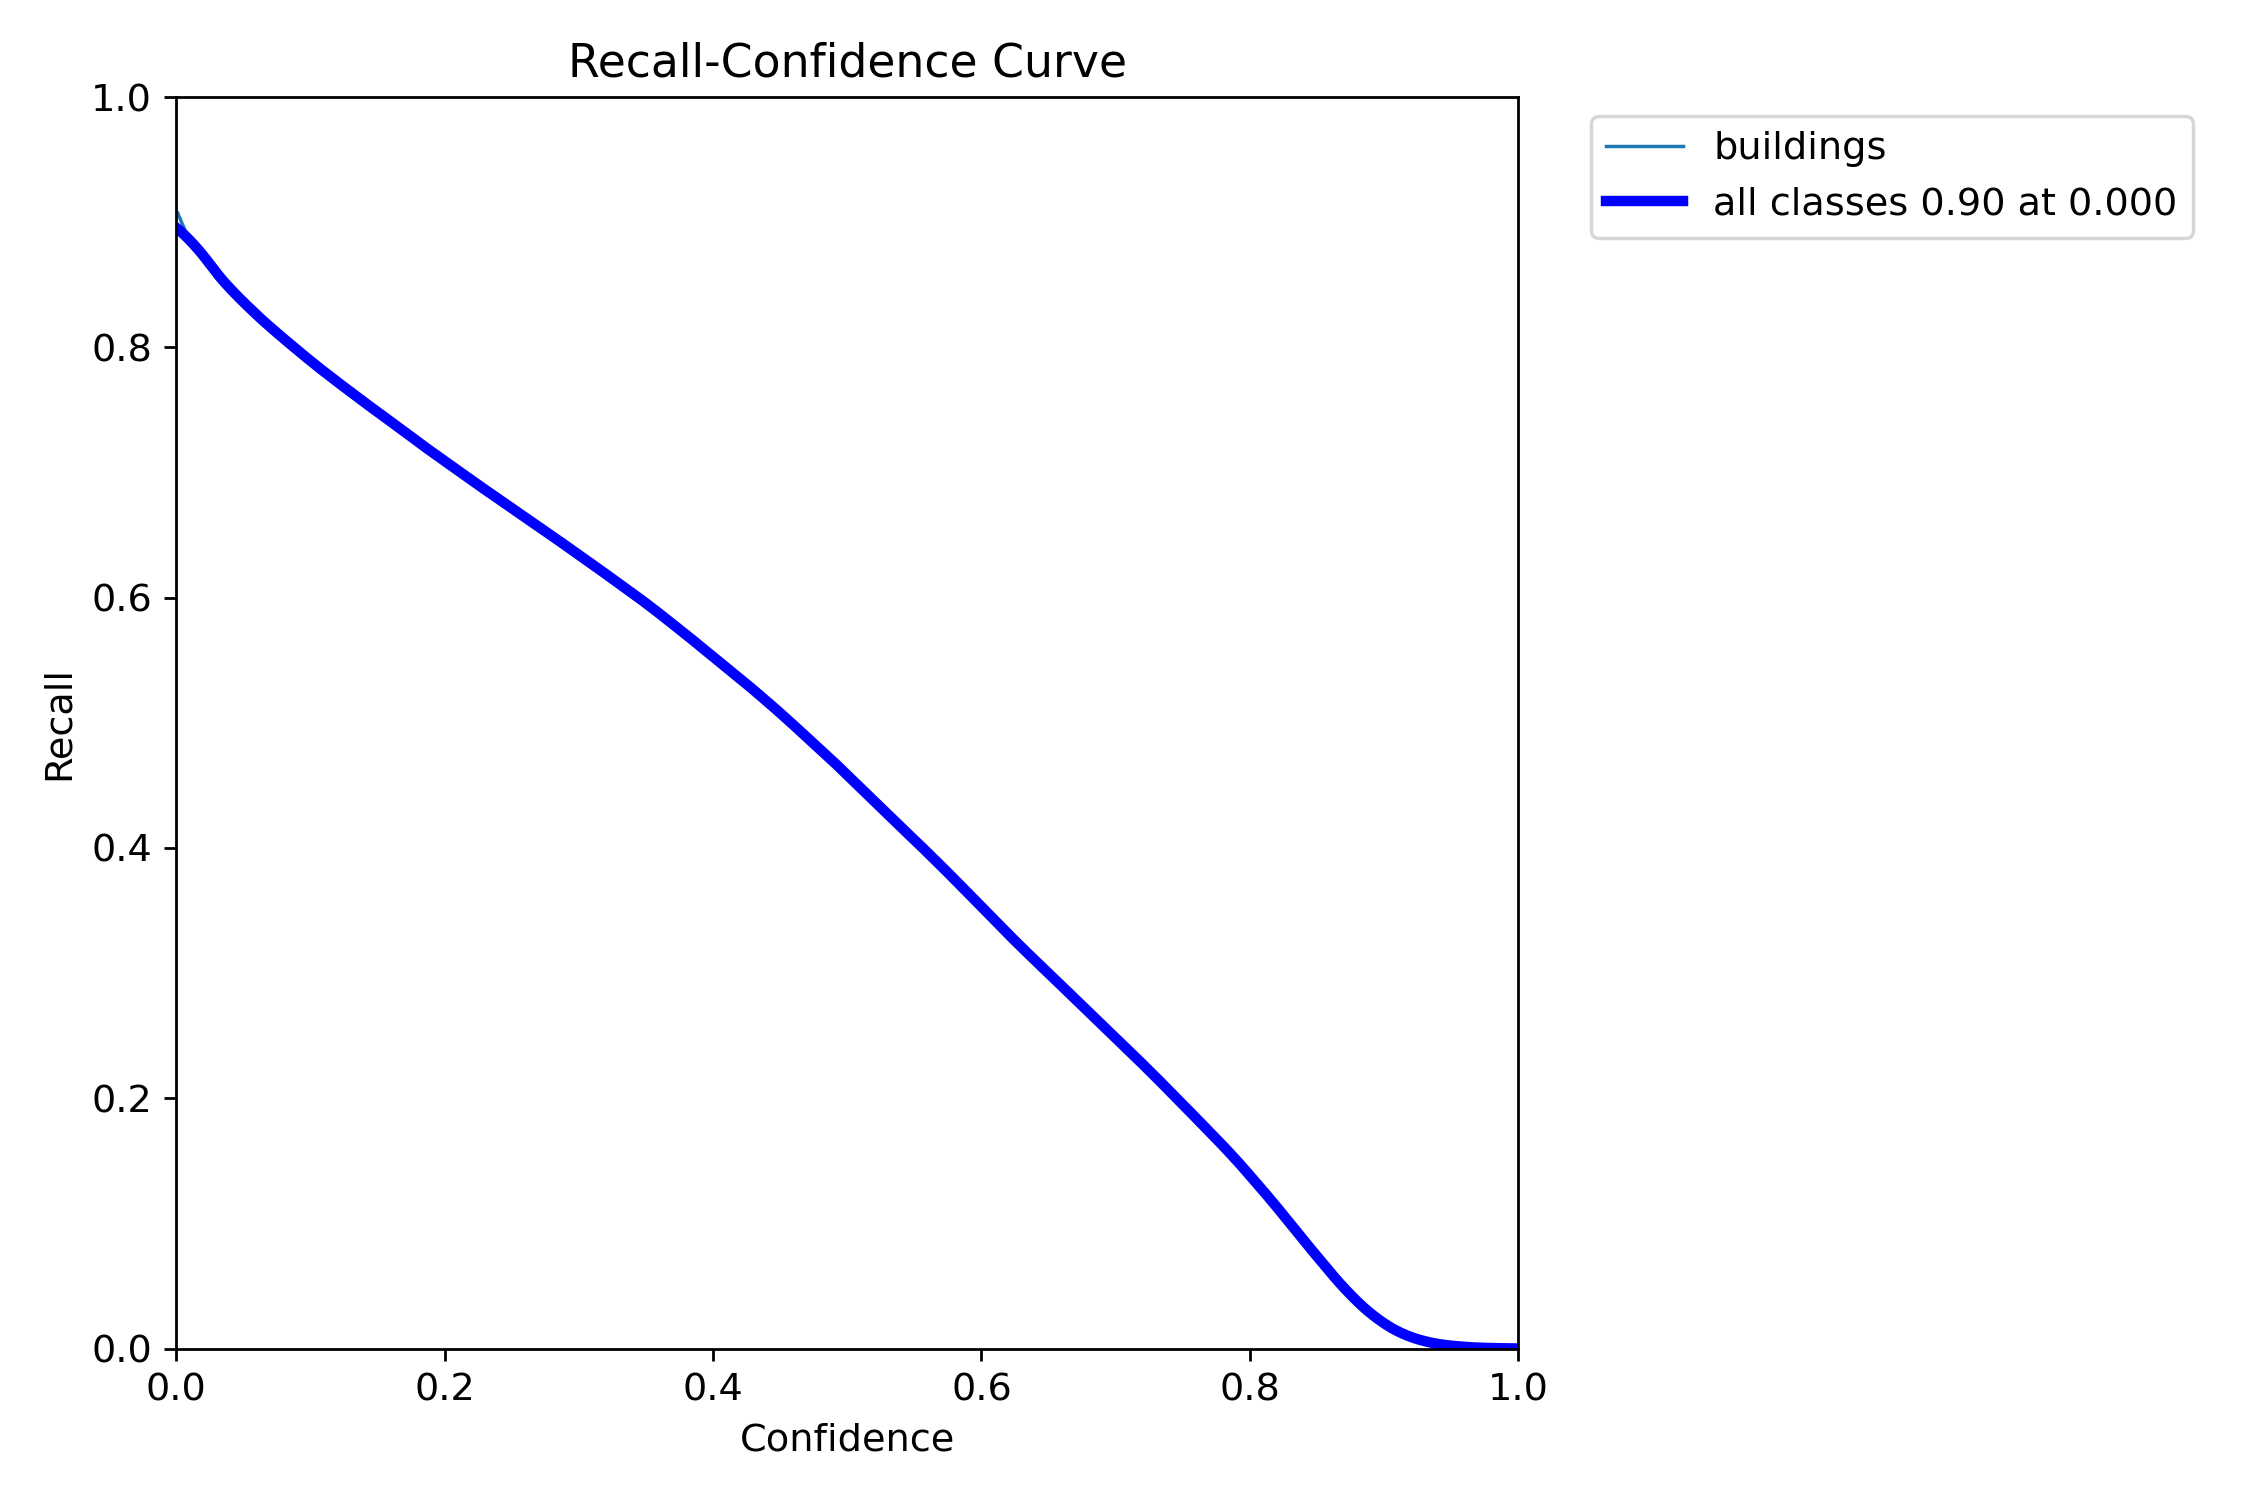 Recall-Confidence Curve
1.0
0.8
0.6
0.4
0.2
0.0
Recall
0.0 0.2 0.4 0.6 0.8 1.0
Confidence
buildings
all classes 0.90 at 0.000